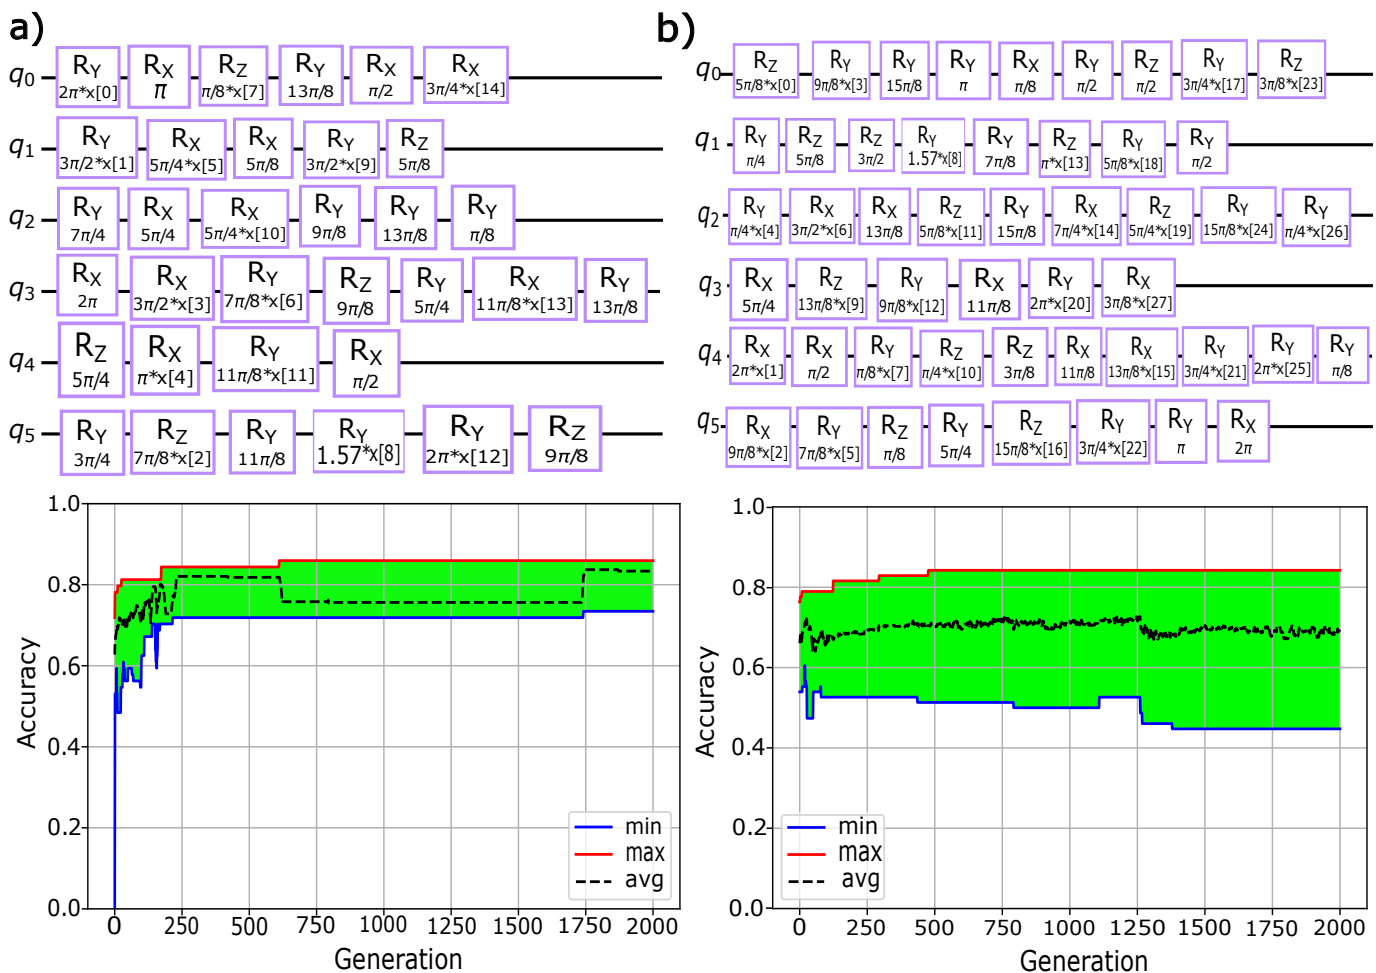 a)
q0 RY 2π*x[0] RX π RZ π/8*x[7] RY 13π/8 RX π/2 RX 3π/4*x[14]
q1 RY 3π/2*x[1] RX 5π/4*x[5] RX 5π/8 RY 3π/2*x[9] RZ 5π/8
q2 RY 7π/4 RX 5π/4 RX 5π/4*x[10] RY 9π/8 RY 13π/8 RY π/8
q3 RX 2π RX 3π/2*x[3] RY 7π/8*x[6] RZ 9π/8 RY 5π/4 RX 11π/8*x[13] RY 13π/8
q4 RZ 5π/4 RX π*x[4] RY 11π/8*x[11] RX π/2
q5 RY 3π/4 RZ 7π/8*x[2] RY 11π/8 RY 1.57*x[8] RY 2π*x[12] RZ 9π/8
1.0
0.8
0.6
0.4
0.2
0.0
Accuracy
min
max
avg
0 250 500 750 1000 1250 1500 1750 2000
Generation
b)
q0 RZ 5π/8*x[0] RY 9π/8*x[3] RY 15π/8 RY π RX π/8 RY π/2 RZ π/2 RY 3π/4*x[17] RZ 3π/8*x[23]
q1 RY π/4 RZ 5π/8 RZ 3π/2 RY 1.57*x[8] RY 7π/8 RZ π*x[13] RY 5π/8*x[18] RY π/2
q2 RY π/4*x[4] RX 3π/2*x[6] RX 13π/8 RZ 5π/8*x[11] RY 15π/8 RX 7π/4*x[14] RZ 5π/4*x[19] RY 15π/8*x[24] RY π/4*x[26]
q3 RX 5π/4 RZ 13π/8*x[9] RY 9π/8*x[12] RX 11π/8 RY 2π*x[20] RX 3π/8*x[27]
q4 RX 2π*x[1] RX π/2 RY π/8*x[7] RZ π/4*x[10] RZ 3π/8 RX 11π/8 RX 13π/8*x[15] RY 3π/4*x[21] RY 2π*x[25] RY π/8
q5 RX 9π/8*x[2] RY 7π/8*x[5] RZ π/8 RY 5π/4 RZ 15π/8*x[16] RY 3π/4*x[22] RY π RX 2π
1.0
0.8
0.6
0.4
0.2
0.0
Accuracy
min
max
avg
0 250 500 750 1000 1250 1500 1750 2000
Generation